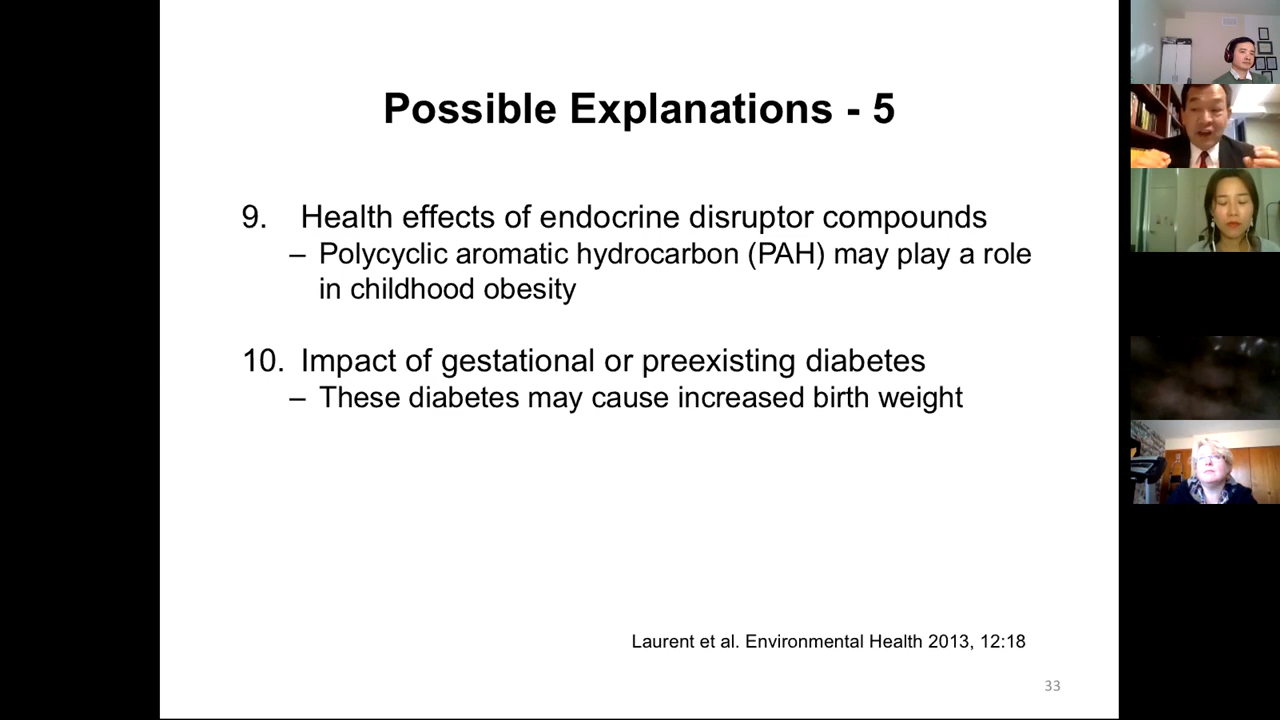 Possible Explanations - 5
9. Health effects of endocrine disruptor compounds
– Polycyclic aromatic hydrocarbon (PAH) may play a role
in childhood obesity
10. Impact of gestational or preexisting diabetes
– These diabetes may cause increased birth weight
Laurent et al. Environmental Health 2013, 12:18
33